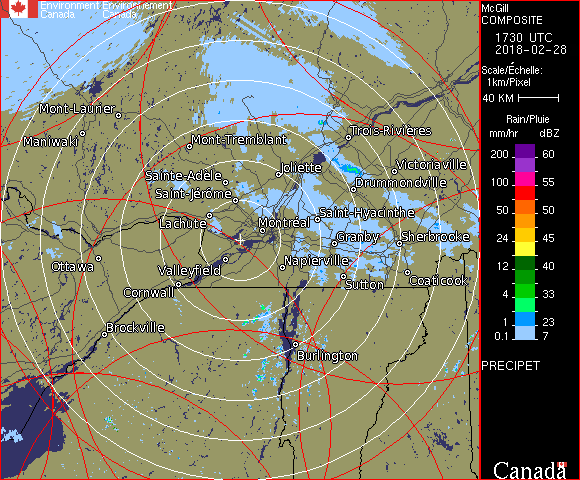 Environment Environnement
Canada Canada
McGill
COMPOSITE
1730 UTC
2018-02-28
Scale/Échelle:
1km/Pixel
40 KM
Rain/Pluie
mm/hr dBZ
200 60
100 55
50 50
24 45
12 40
4 33
1 23
0.1 7
PRECIPET
Canada
Mont-Laurier
Maniwaki
Mont-Tremblant
Trois-Rivières
Sainte-Adèle
Joliette
Victoriaville
Saint-Jérôme
Drummondville
Lachute
Saint-Hyacinthe
Montréal
Granby
Sherbrooke
Ottawa
Valleyfield
Napierville
Cornwall
Sutton
Coaticook
Brockville
Burlington